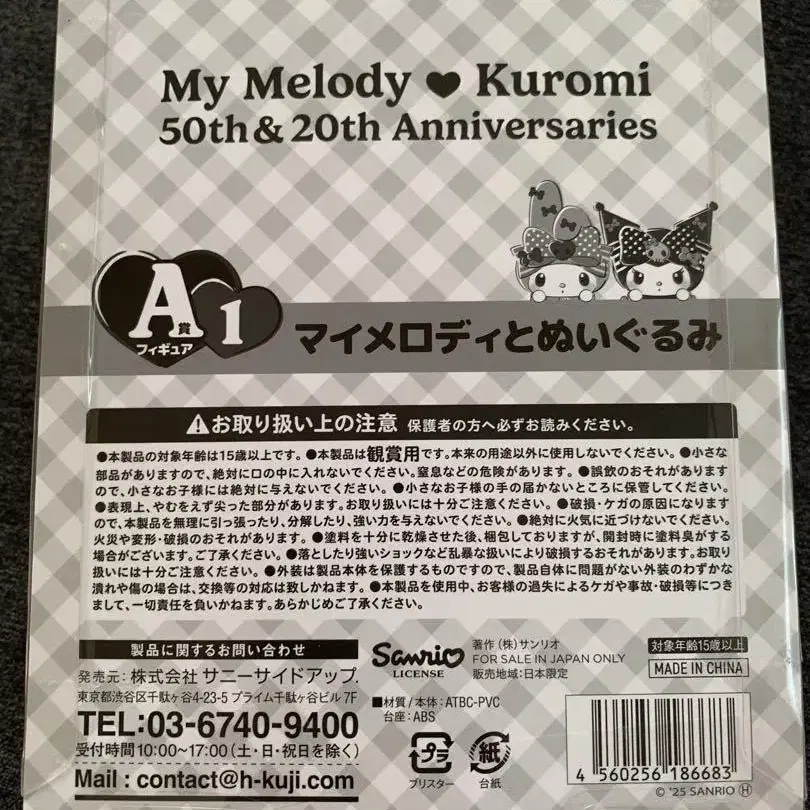 My Melody ♥ Kuromi
50th & 20th Anniversaries
A賞
フィギュア
1
マイメロディとぬいぐるみ
⚠お取り扱い上の注意 保護者の方へ必ずお読みください。
●本製品の対象年齢は15歳以上です。●本製品は観賞用です。本来の用途以外に使用しないでください。●小さな
部品がありますので、絶対に口の中に入れないでください。窒息などの危険があります。●誤飲のおそれがあります
ので、小さなお子様には絶対に与えないでください。●小さなお子様の手の届かないところに保管してください。
●表現上、やむをえず尖った部分があります。お取り扱いには十分ご注意ください。●破損・ケガの原因になります
ので、本製品を無理に引っ張ったり、分解したり、強い力を与えないでください。●絶対に火気に近づけないでください。
火災や変形・破損のおそれがあります。●塗料を十分に乾燥させた後、梱包しておりますが、開封時に塗料臭がする
場合がございます。ご了承ください。●落としたり強いショックなど乱暴な扱いにより破損するおそれがあります。お取り
扱いには十分ご注意ください。●外装は製品本体を保護するものですので、製品自体に問題がない外装のわずかな
潰れや傷の場合は、交換等の対応は致しかねます。●本製品を使用中、お客様の過失によるケガや事故・破損等につき
まして、一切責任を負いかねます。あらかじめご了承ください。
製品に関するお問い合わせ
発売元：株式会社 サニーサイドアップ.
東京都渋谷区千駄ヶ谷4-23-5 プライム千駄ヶ谷ビル 7F
TEL:03-6740-9400
受付時間 10:00~17:00（土・日・祝日を除く）
Mail : contact@h-kuji.com
Sanrio
LICENSE
著作（株）サンリオ
FOR SALE IN JAPAN ONLY
販売地域：日本限定
■材質 / 本体：ATBC-PVC
台座：ABS
プラ
ブリスター
紙
台紙
対象年齢15歳以上
MADE IN CHINA
4 560256 186683
© '25 SANRIO Ⓗ